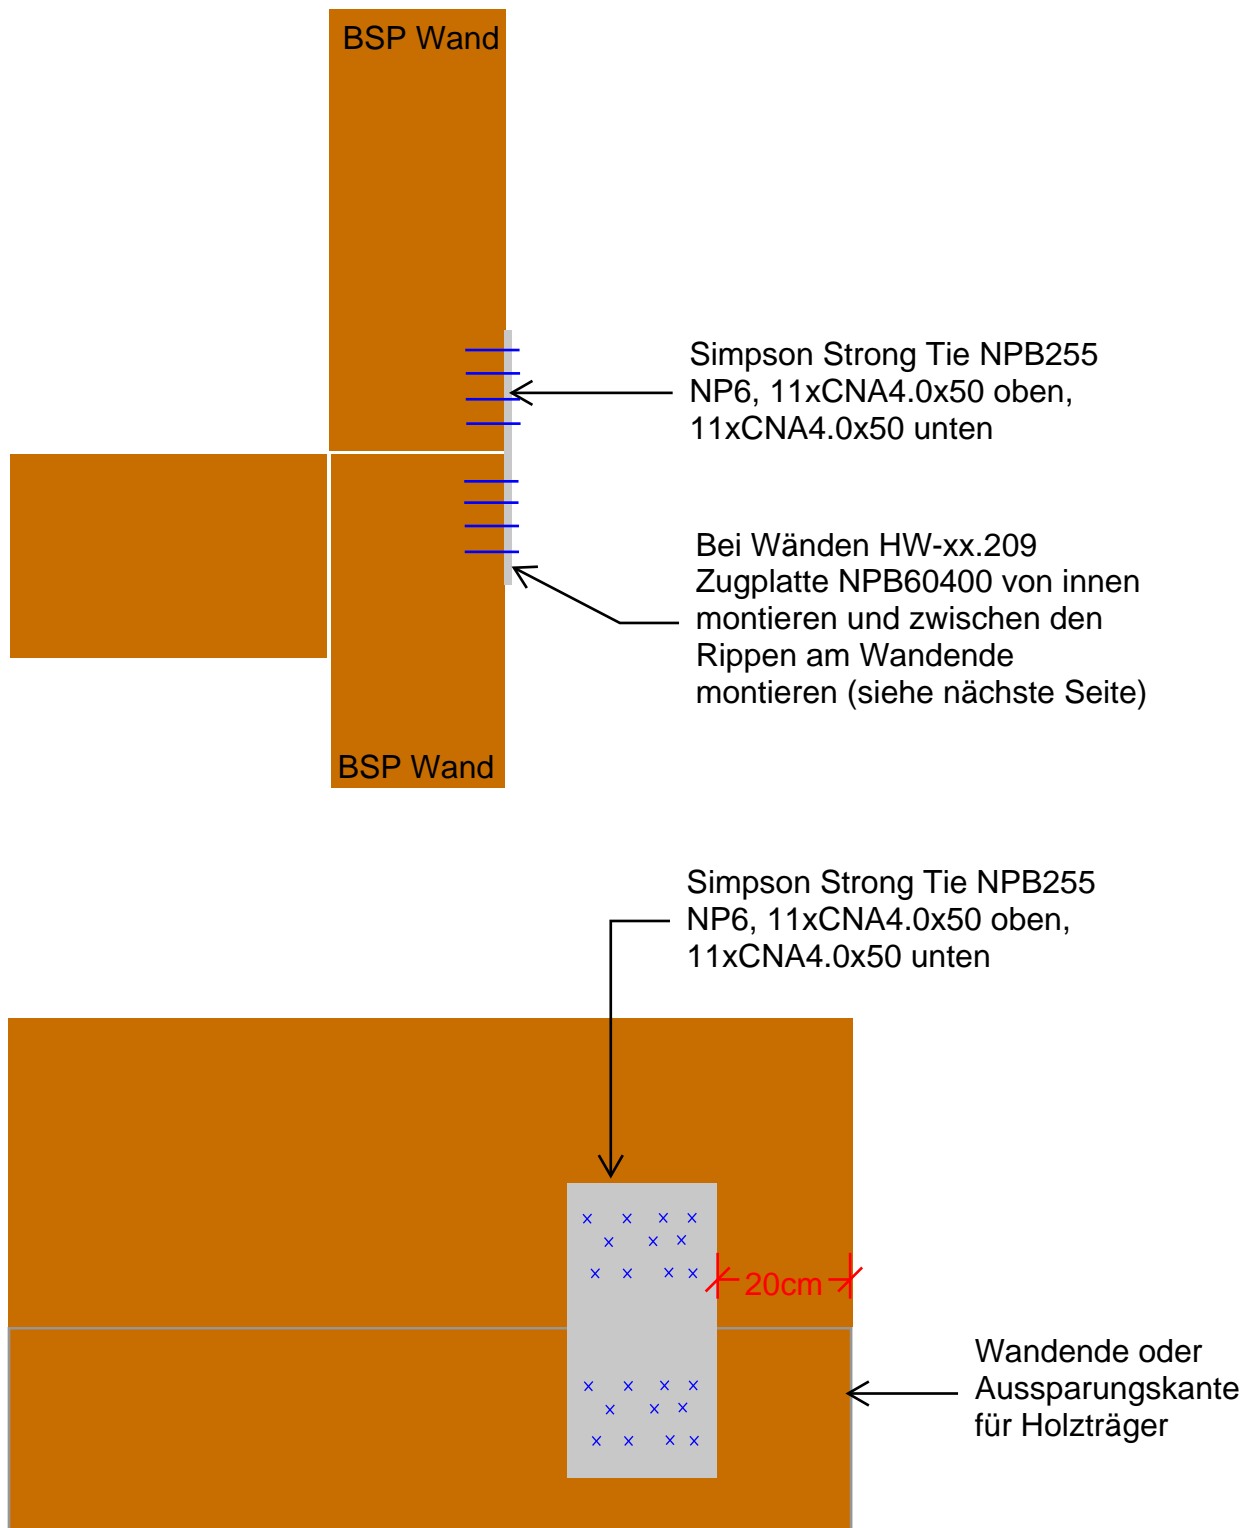 BSP Wand
Simpson Strong Tie NPB255
NP6, 11xCNA4.0x50 oben,
11xCNA4.0x50 unten
Bei Wänden HW-xx.209
Zugplatte NPB60400 von innen
montieren und zwischen den
Rippen am Wandende
montieren (siehe nächste Seite)
BSP Wand
Simpson Strong Tie NPB255
NP6, 11xCNA4.0x50 oben,
11xCNA4.0x50 unten
20cm
Wandende oder
Aussparungskante
für Holzträger